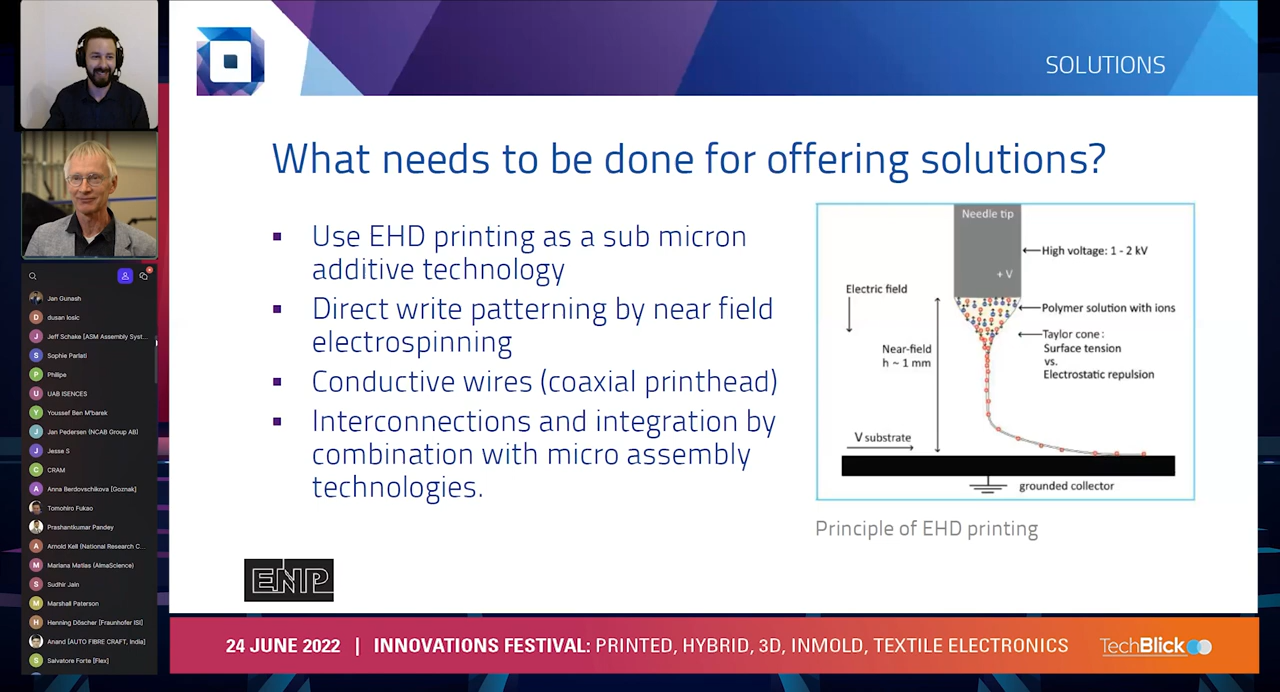 SOLUTIONS
What needs to be done for offering solutions?
Use EHD printing as a sub micron
additive technology
Direct write patterning by near field
electrospinning
Conductive wires (coaxial printhead)
Interconnections and integration by
combination with micro assembly
technologies.
Needle tip
High voltage: 1 - 2 kV
+ V
Electric field
Polymer solution with ions
Taylor cone :
Surface tension
vs.
Electrostatic repulsion
Near-field
h ~ 1 mm
V substrate
grounded collector
Principle of EHD printing
ENP
24 JUNE 2022 | INNOVATIONS FESTIVAL: PRINTED, HYBRID, 3D, INMOLD, TEXTILE ELECTRONICS
TechBlick
Jan Gunash
D dusan losic
J Jeff Schake [ASM Assembly Syst...
S Sophie Parlati
P Philipe
U UAB ISENCES
Y Youssef Ben M'barek
J Jan Pedersen (NCAB Group AB)
J Jesse S
C CRAM
A Anna Berdovschikova [Goznak]
Tomohiro Fukao
Prashantkumar Pandey
A Arnold Kell (National Research C...
M Mariana Matias (AlmaScience)
S Sudhir Jain
M Marshall Paterson
H Henning Döscher [Fraunhofer ISI]
Anand [AUTO FIBRE CRAFT, India]
S Salvatore Forte [Flex]